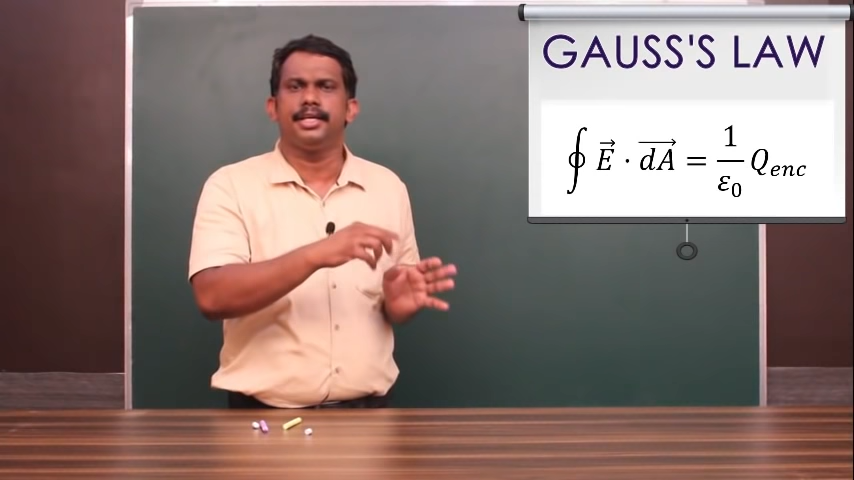 GAUSS'S LAW
∮ E⃗ · dA⃗ = 1/ε₀ Q_enc